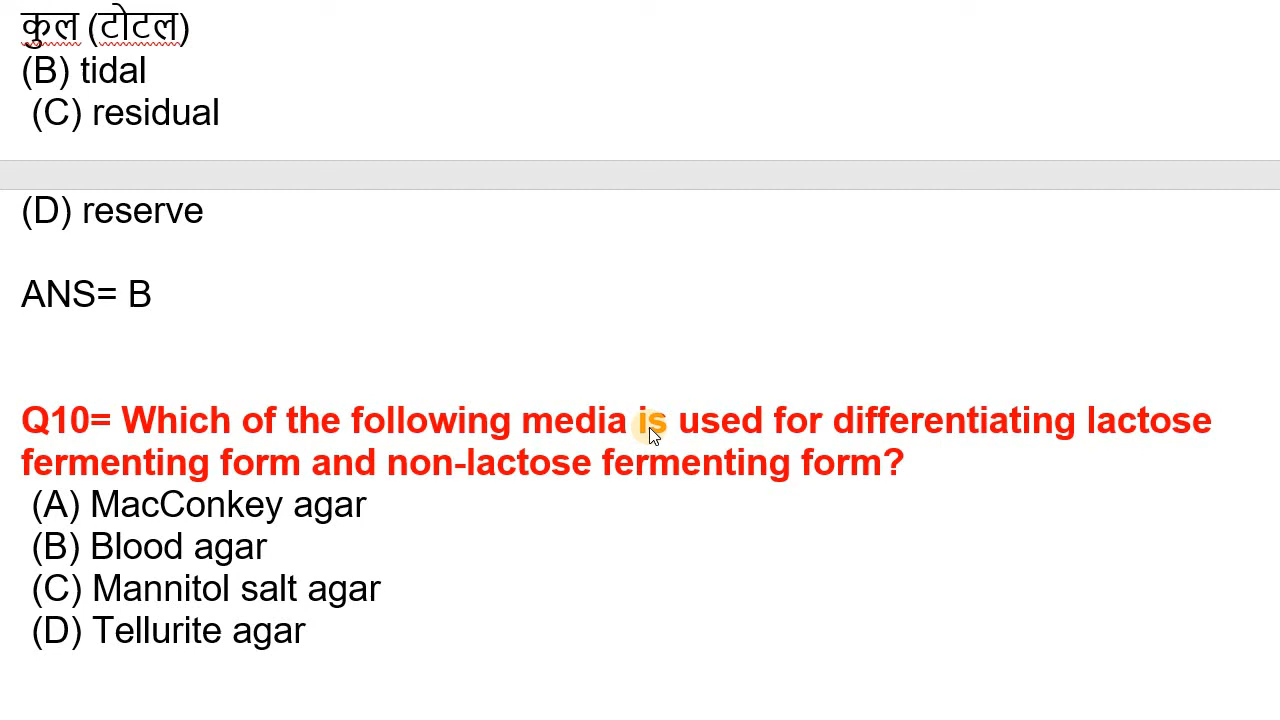 कुल (टोटल)
(B) tidal
(C) residual
(D) reserve
ANS= B
Q10= Which of the following media is used for differentiating lactose
fermenting form and non-lactose fermenting form?
(A) MacConkey agar
(B) Blood agar
(C) Mannitol salt agar
(D) Tellurite agar